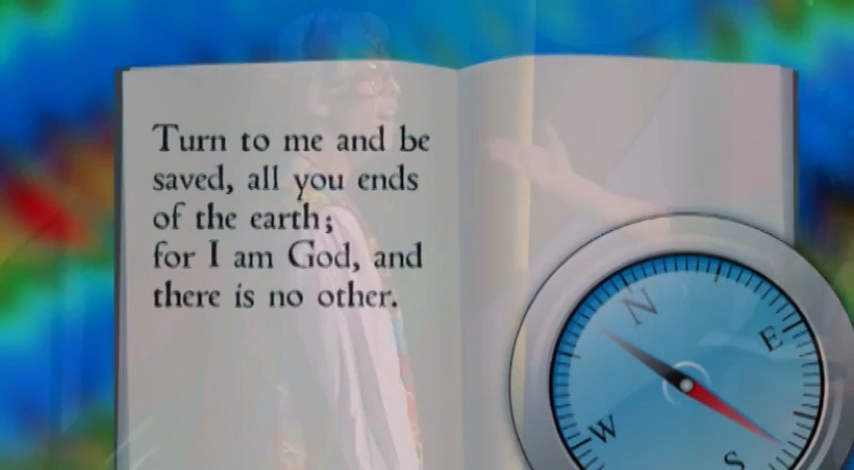 Turn to me and be
saved, all you ends
of the earth;
for I am God, and
there is no other.
N
E
W
S